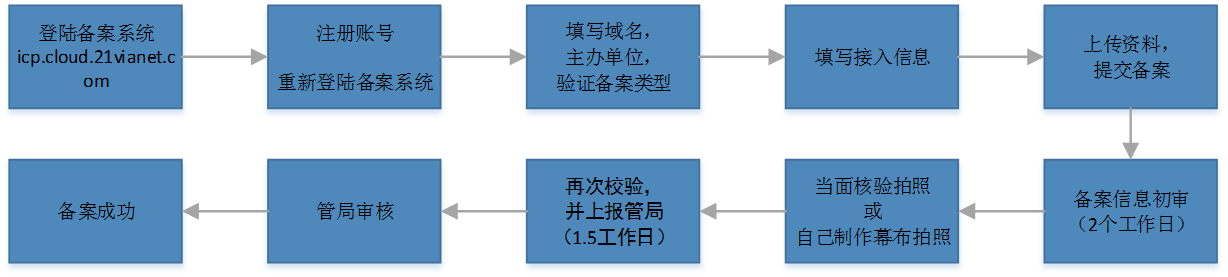 登陆备案系统
icp.cloud.21vianet.c
om
注册账号
重新登陆备案系统
填写域名，
主办单位，
验证备案类型
填写接入信息
上传资料，
提交备案
备案信息初审
（2个工作日）
当面核验拍照
或
自己制作幕布拍照
再次校验，
并上报管局
（1.5工作日）
管局审核
备案成功